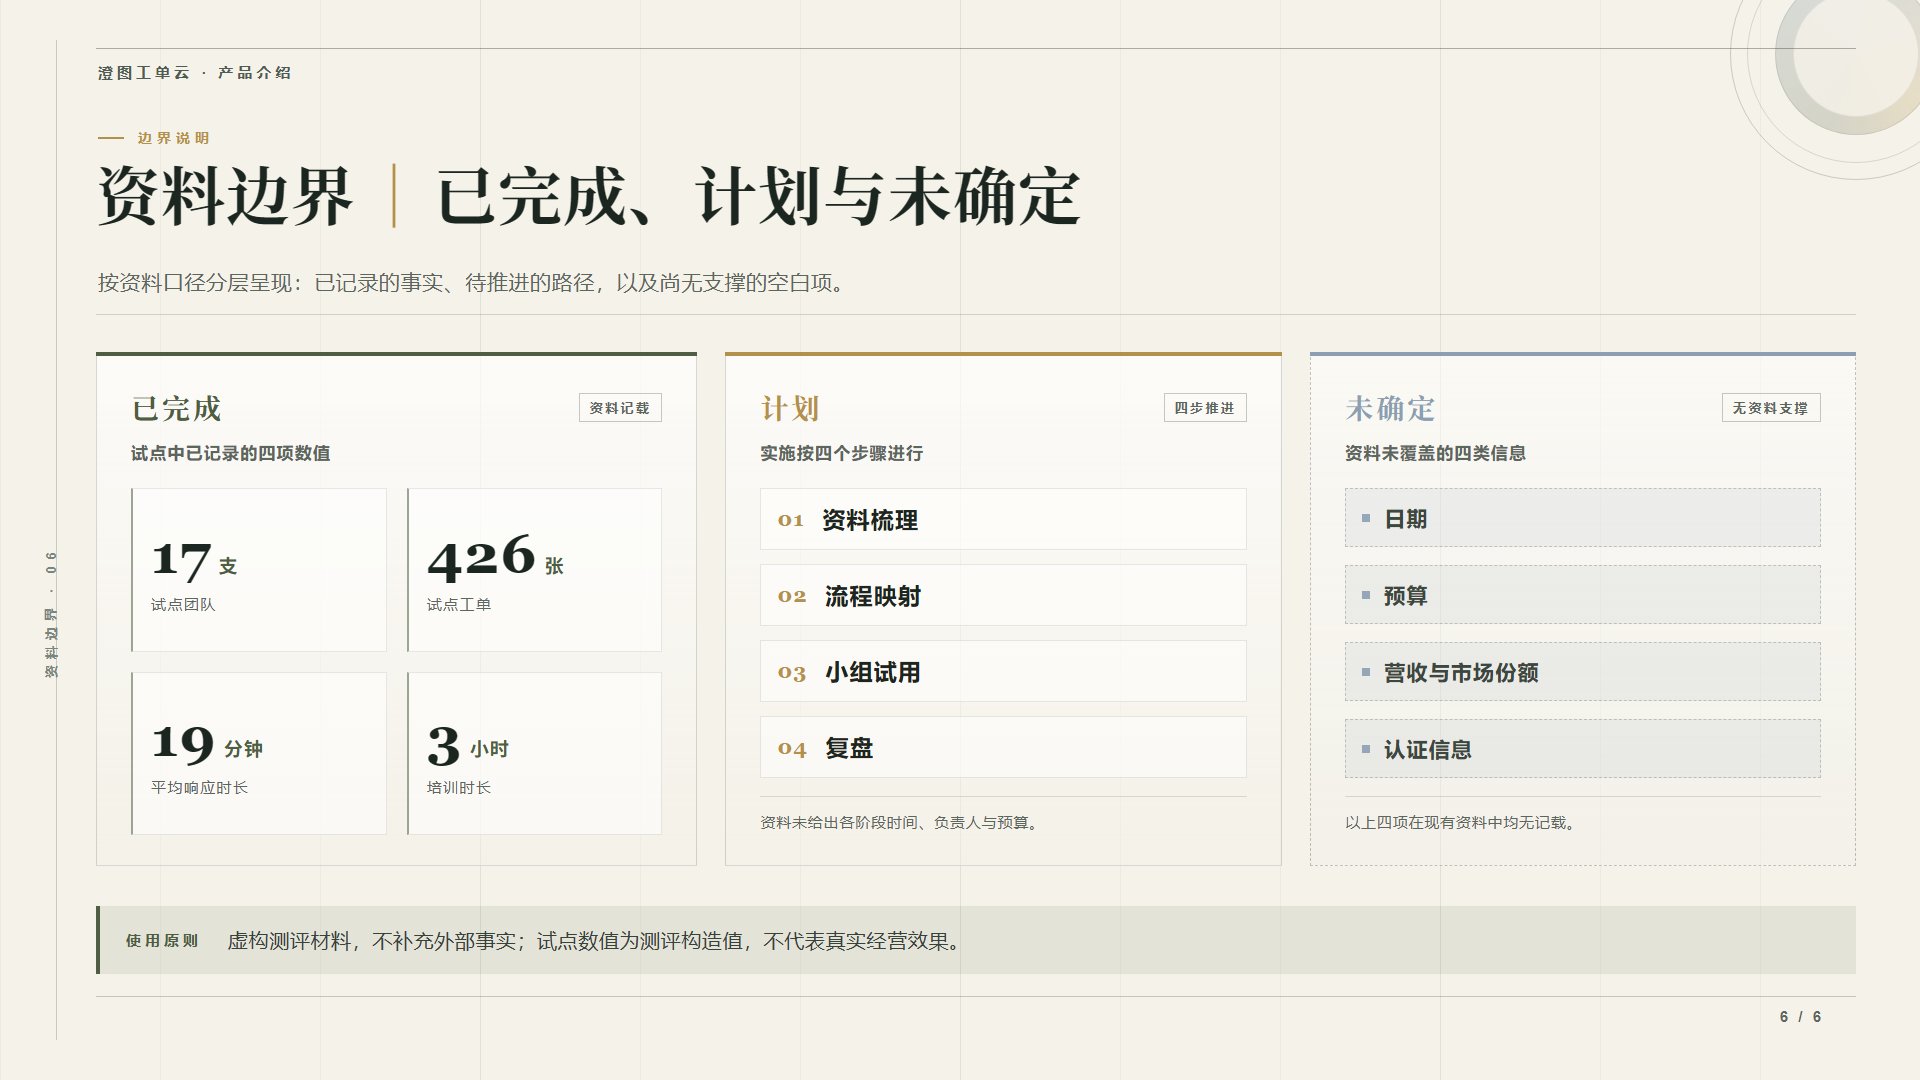 澄图工单云 · 产品介绍
边界说明
资料边界｜已完成、计划与未确定
按资料口径分层呈现：已记录的事实、待推进的路径，以及尚无支撑的空白项。
已完成
资料记载
试点中已记录的四项数值
17 支
试点团队
426 张
试点工单
19 分钟
平均响应时长
3 小时
培训时长
计划
四步推进
实施按四个步骤进行
01 资料梳理
02 流程映射
03 小组试用
04 复盘
资料未给出各阶段时间、负责人与预算。
未确定
无资料支撑
资料未覆盖的四类信息
日期
预算
营收与市场份额
认证信息
以上四项在现有资料中均无记载。
使用原则 虚构测评材料，不补充外部事实；试点数值为测评构造值，不代表真实经营效果。
资料边界 · 06
6 / 6